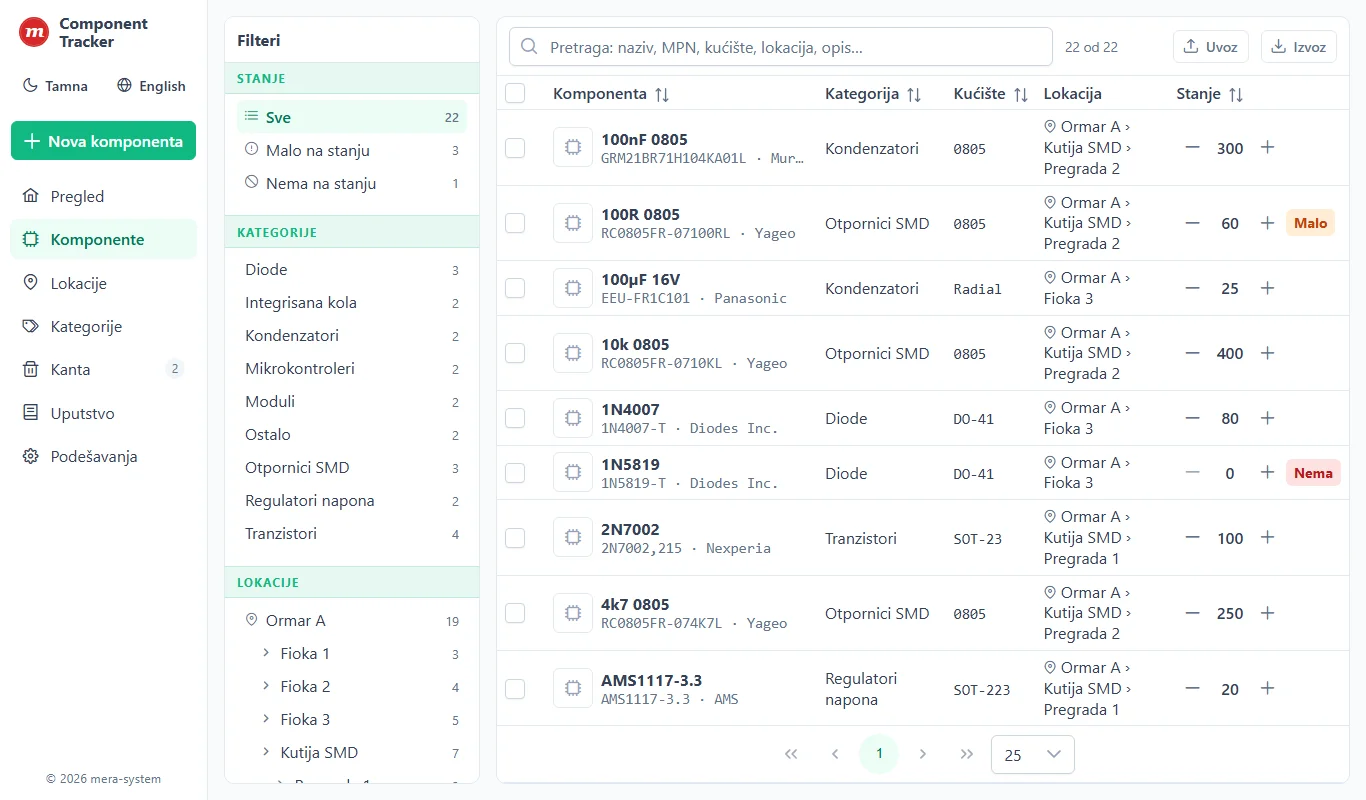 m Component
Tracker
Tamna English
Nova komponenta
Pregled
Komponente
Lokacije
Kategorije
Kanta 2
Uputstvo
Podešavanja
© 2026 mera-system
Filteri
STANJE
Sve 22
Malo na stanju 3
Nema na stanju 1
KATEGORIJE
Diode 3
Integrisana kola 2
Kondenzatori 2
Mikrokontroleri 2
Moduli 2
Ostalo 2
Otpornici SMD 3
Regulatori napona 2
Tranzistori 4
LOKACIJE
Ormar A 19
Fioka 1 3
Fioka 2 4
Fioka 3 5
Kutija SMD 7
Pretraga: naziv, MPN, kućište, lokacija, opis... 22 od 22 Uvoz Izvoz
Komponenta Kategorija Kućište Lokacija Stanje
100nF 0805
GRM21BR71H104KA01L · Mur…
Kondenzatori
0805
Ormar A ›
Kutija SMD ›
Pregrada 2
— 300 +
100R 0805
RC0805FR-07100RL · Yageo
Otpornici SMD
0805
Ormar A ›
Kutija SMD ›
Pregrada 2
— 60 + Malo
100µF 16V
EEU-FR1C101 · Panasonic
Kondenzatori
Radial
Ormar A ›
Fioka 3
— 25 +
10k 0805
RC0805FR-0710KL · Yageo
Otpornici SMD
0805
Ormar A ›
Kutija SMD ›
Pregrada 2
— 400 +
1N4007
1N4007-T · Diodes Inc.
Diode
DO-41
Ormar A ›
Fioka 3
— 80 +
1N5819
1N5819-T · Diodes Inc.
Diode
DO-41
Ormar A ›
Fioka 3
— 0 + Nema
2N7002
2N7002,215 · Nexperia
Tranzistori
SOT-23
Ormar A ›
Kutija SMD ›
Pregrada 1
— 100 +
4k7 0805
RC0805FR-074K7L · Yageo
Otpornici SMD
0805
Ormar A ›
Kutija SMD ›
Pregrada 2
— 250 +
AMS1117-3.3
AMS1117-3.3 · AMS
Regulatori
napona
SOT-223
Ormar A ›
Kutija SMD ›
Pregrada 1
— 20 +
« ‹ 1 › » 25